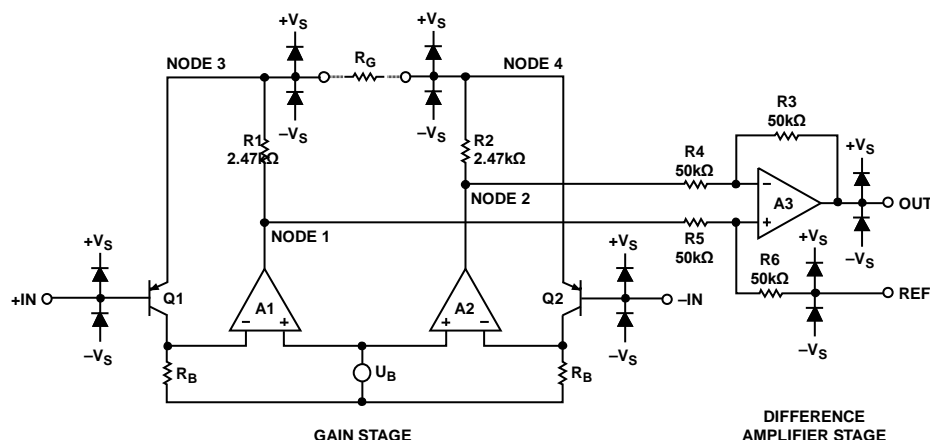 +VS
+VS
NODE 3
RG
NODE 4
–VS
–VS
R1
2.47kΩ
R2
2.47kΩ
R3
50kΩ
R4
50kΩ
+VS
NODE 2
–
A3
+
OUT
NODE 1
R5
50kΩ
–VS
+VS
+VS
+VS
R6
50kΩ
+IN
Q1
A1
– +
A2
+ –
Q2
–IN
REF
–VS
–VS
–VS
RB
UB
RB
GAIN STAGE
DIFFERENCE
AMPLIFIER STAGE